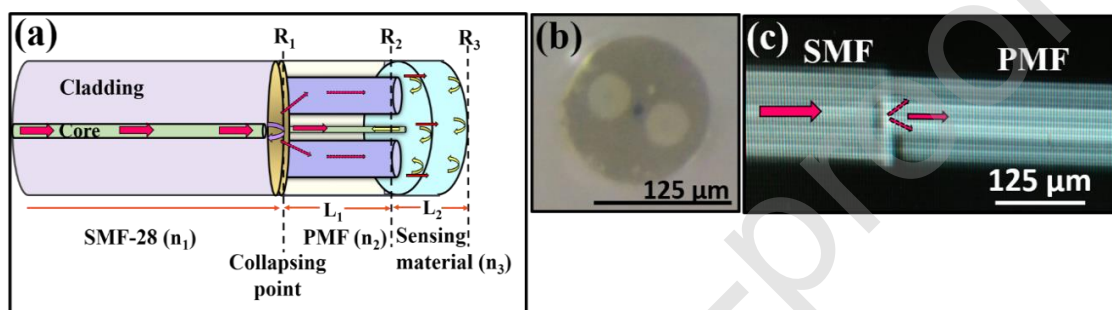 (a)
R1
R2
R3
Cladding
Core
L1
L2
SMF-28 (n1)
PMF (n2)
Sensing
material (n3)
Collapsing
point
(b)
125 μm
(c)
SMF
PMF
125 μm